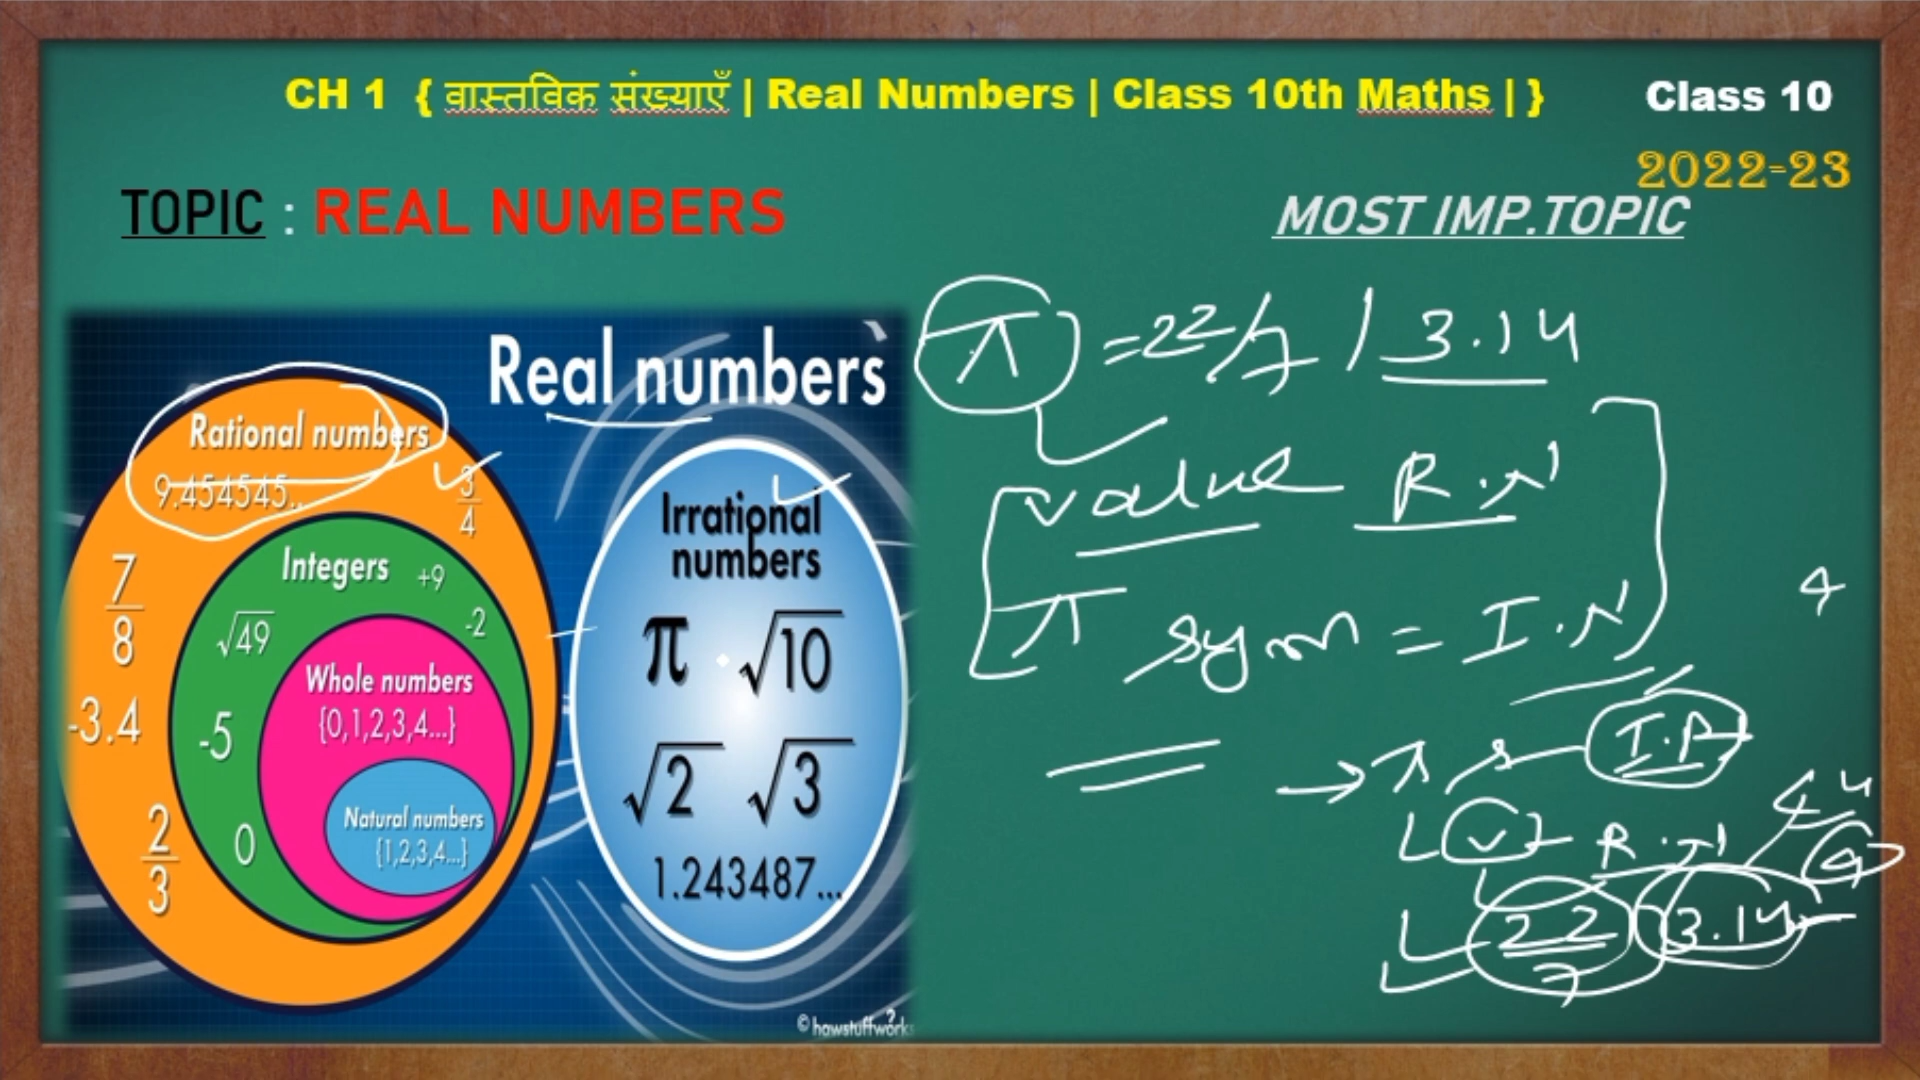 CH 1 { वास्तविक संख्याएँ | Real Numbers | Class 10th Maths | }
Class 10
2022-23
TOPIC : REAL NUMBERS
MOST IMP.TOPIC
Real numbers
Rational numbers
9.454545..
3/4
7/8
-3.4
2/3
Integers
+9
√49
-2
-5
0
Whole numbers
{0,1,2,3,4...}
Natural numbers
{1,2,3,4...}
Irrational
numbers
π √10
√2 √3
1.243487...
© howstuffworks
π = 22/7 / 3.14
value R.N
π sym = I.N
4
→ π s I.R
V R.N
22/7 3.14